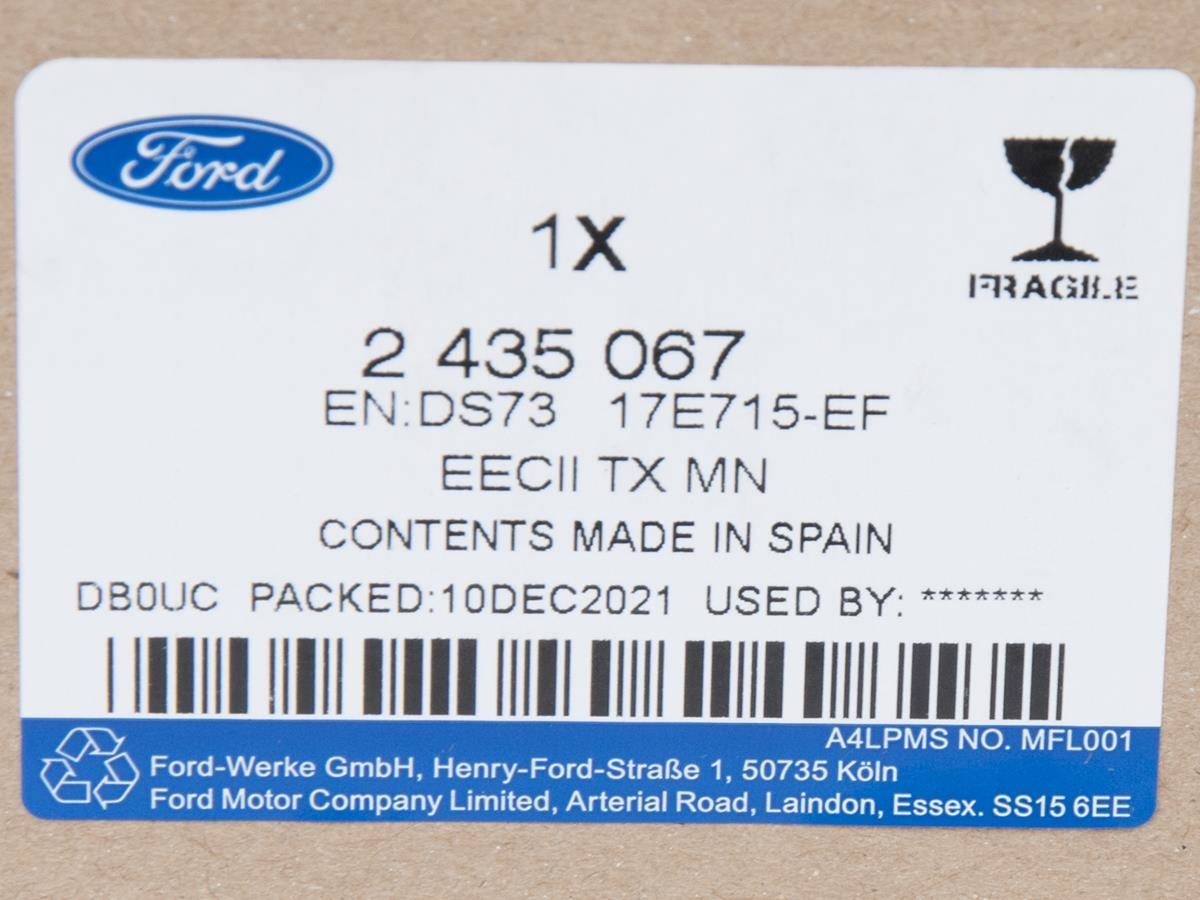 Ford
1X
FRAGILE
2 435 067
EN:DS73 17E715-EF
EECII TX MN
CONTENTS MADE IN SPAIN
DB0UC PACKED:10DEC2021 USED BY: *******
A4LPMS NO. MFL001
Ford-Werke GmbH, Henry-Ford-Straße 1, 50735 Köln
Ford Motor Company Limited, Arterial Road, Laindon, Essex. SS15 6EE